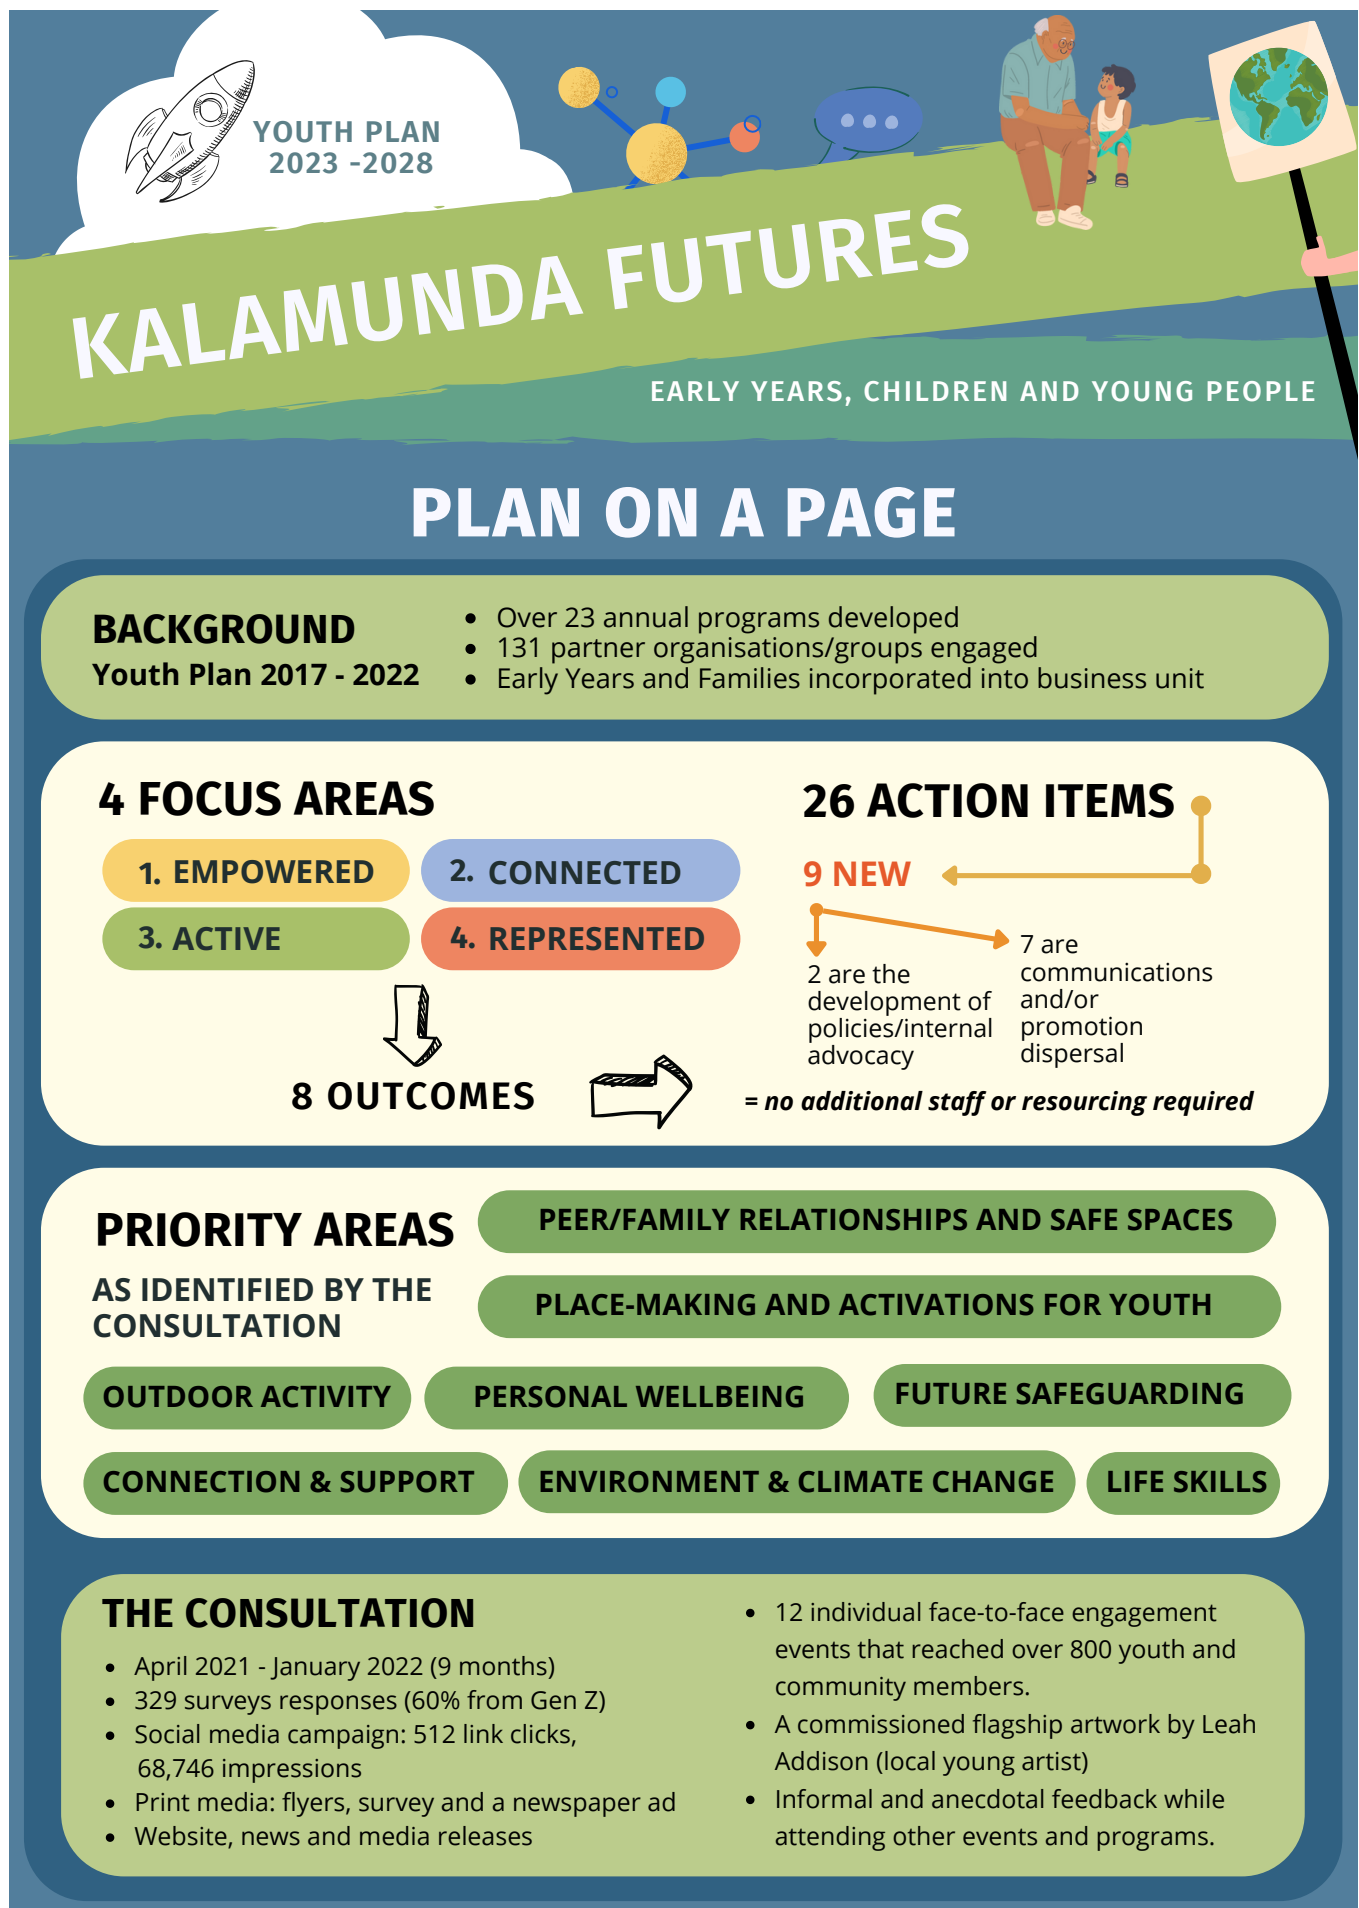 YOUTH PLAN
2023 -2028
KALAMUNDA FUTURES
EARLY YEARS, CHILDREN AND YOUNG PEOPLE
PLAN ON A PAGE
BACKGROUND
Youth Plan 2017 - 2022
• Over 23 annual programs developed
• 131 partner organisations/groups engaged
• Early Years and Families incorporated into business unit
4 FOCUS AREAS
1. EMPOWERED
2. CONNECTED
3. ACTIVE
4. REPRESENTED
8 OUTCOMES
26 ACTION ITEMS
9 NEW
2 are the
development of
policies/internal
advocacy
7 are
communications
and/or
promotion
dispersal
= no additional staff or resourcing required
PRIORITY AREAS
AS IDENTIFIED BY THE
CONSULTATION
PEER/FAMILY RELATIONSHIPS AND SAFE SPACES
PLACE-MAKING AND ACTIVATIONS FOR YOUTH
OUTDOOR ACTIVITY
PERSONAL WELLBEING
FUTURE SAFEGUARDING
CONNECTION & SUPPORT
ENVIRONMENT & CLIMATE CHANGE
LIFE SKILLS
THE CONSULTATION
• April 2021 - January 2022 (9 months)
• 329 surveys responses (60% from Gen Z)
• Social media campaign: 512 link clicks,
68,746 impressions
• Print media: flyers, survey and a newspaper ad
• Website, news and media releases
• 12 individual face-to-face engagement
events that reached over 800 youth and
community members.
• A commissioned flagship artwork by Leah
Addison (local young artist)
• Informal and anecdotal feedback while
attending other events and programs.